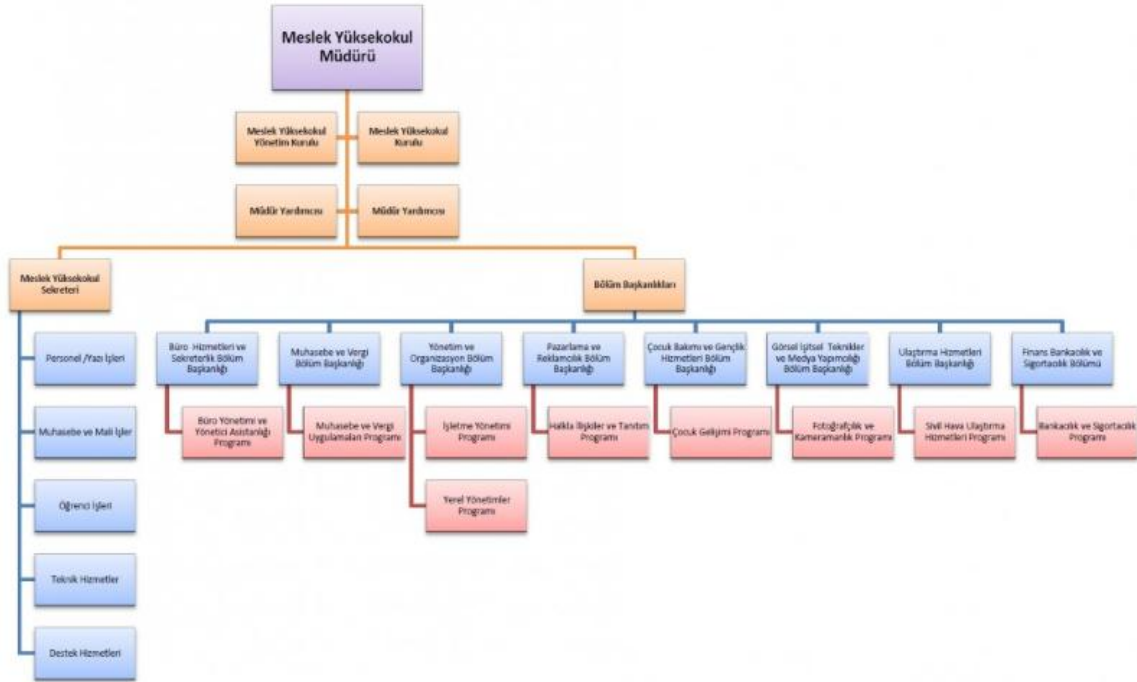 Meslek Yüksekokul
Müdürü
Meslek Yüksekokul
Yönetim Kurulu
Meslek Yüksekokul
Kurulu
Müdür Yardımcısı
Müdür Yardımcısı
Meslek Yüksekokul
Sekreteri
Bölüm Başkanlıkları
Personel /Yazı İşleri
Muhasebe ve Mali İşler
Öğrenci İşleri
Teknik Hizmetler
Destek Hizmetleri
Büro Hizmetleri ve
Sekreterlik Bölüm
Başkanlığı
Büro Yönetimi ve
Yönetici Asistanlığı
Programı
Muhasebe ve Vergi
Bölüm Başkanlığı
Muhasebe ve Vergi
Uygulamaları Programı
Yönetim ve
Organizasyon Bölüm
Başkanlığı
İşletme Yönetimi
Programı
Yerel Yönetimler
Programı
Pazarlama ve
Reklamcılık Bölüm
Başkanlığı
Halkla İlişkiler ve Tanıtım
Programı
Çocuk Bakımı ve Gençlik
Hizmetleri Bölüm
Başkanlığı
Çocuk Gelişimi Programı
Görsel İşitsel Teknikler
ve Medya Yapımcılığı
Bölüm Başkanlığı
Fotoğrafçılık ve
Kameramanlık Programı
Ulaştırma Hizmetleri
Bölüm Başkanlığı
Sivil Hava Ulaştırma
Hizmetleri Programı
Finans Bankacılık ve
Sigortacılık Bölümü
Bankacılık ve Sigortacılık
Programı